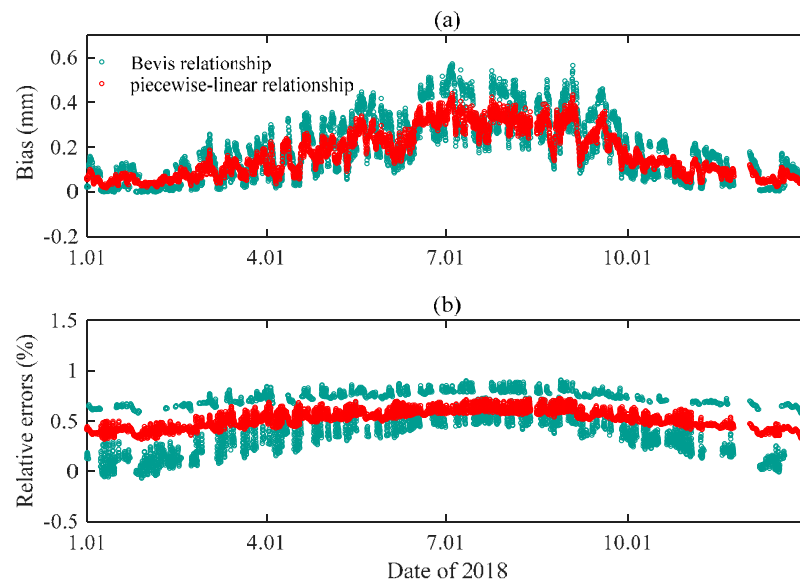 (a)
0.6
0.4
0.2
0
-0.2
Bias (mm)
Bevis relationship
piecewise-linear relationship
1.01 4.01 7.01 10.01
(b)
1.5
1
0.5
0
-0.5
Relative errors (%)
1.01 4.01 7.01 10.01
Date of 2018